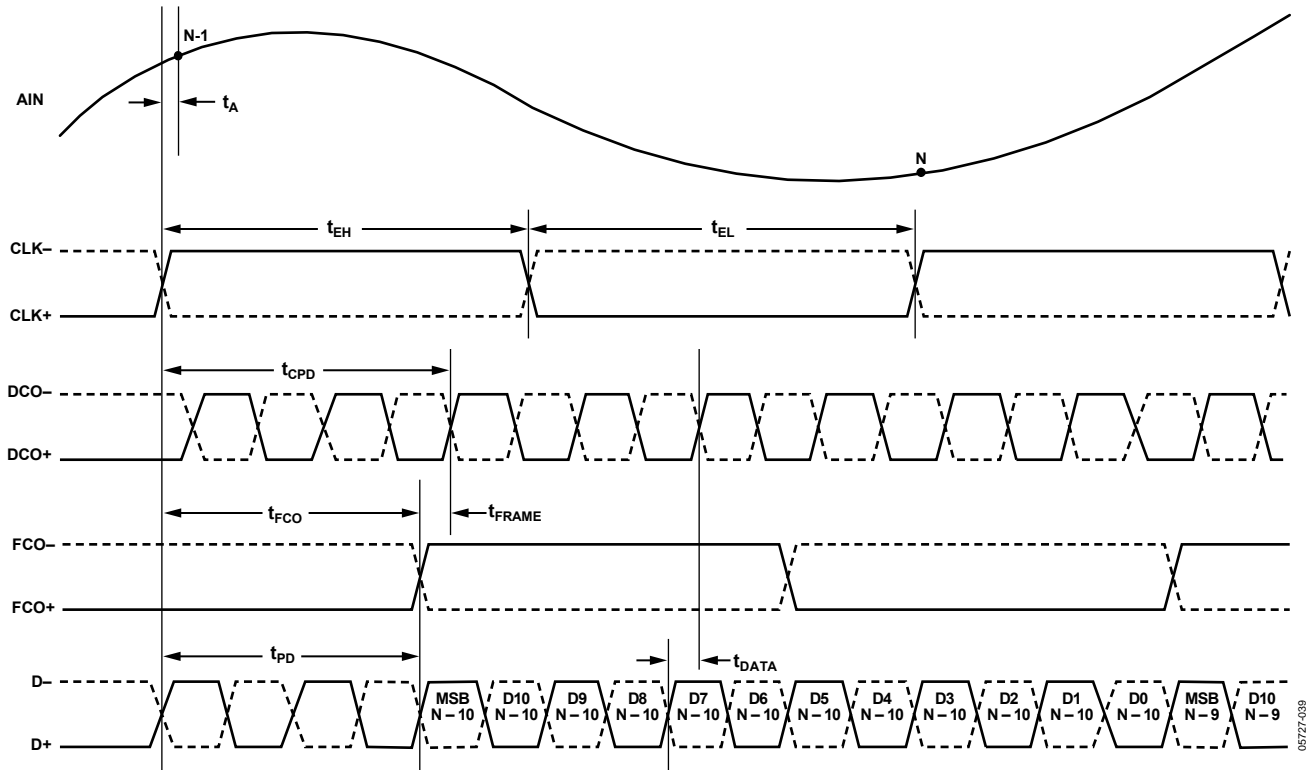 N-1
AIN
tA
N
tEH
tEL
CLK–
CLK+
tCPD
DCO–
DCO+
tFCO
tFRAME
FCO–
FCO+
tPD
tDATA
D–
MSB D10 D9 D8 D7 D6 D5 D4 D3 D2 D1 D0 MSB D10
N – 10 N – 10 N – 10 N – 10 N – 10 N – 10 N – 10 N – 10 N – 10 N – 10 N – 10 N – 10 N – 9 N – 9
D+
05727-039